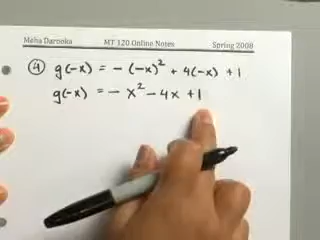 Meha Darooka MT 120 Online Notes Spring 2008
④ g(-x) = - (-x)² + 4(-x) + 1
g(-x) = - x² - 4x + 1